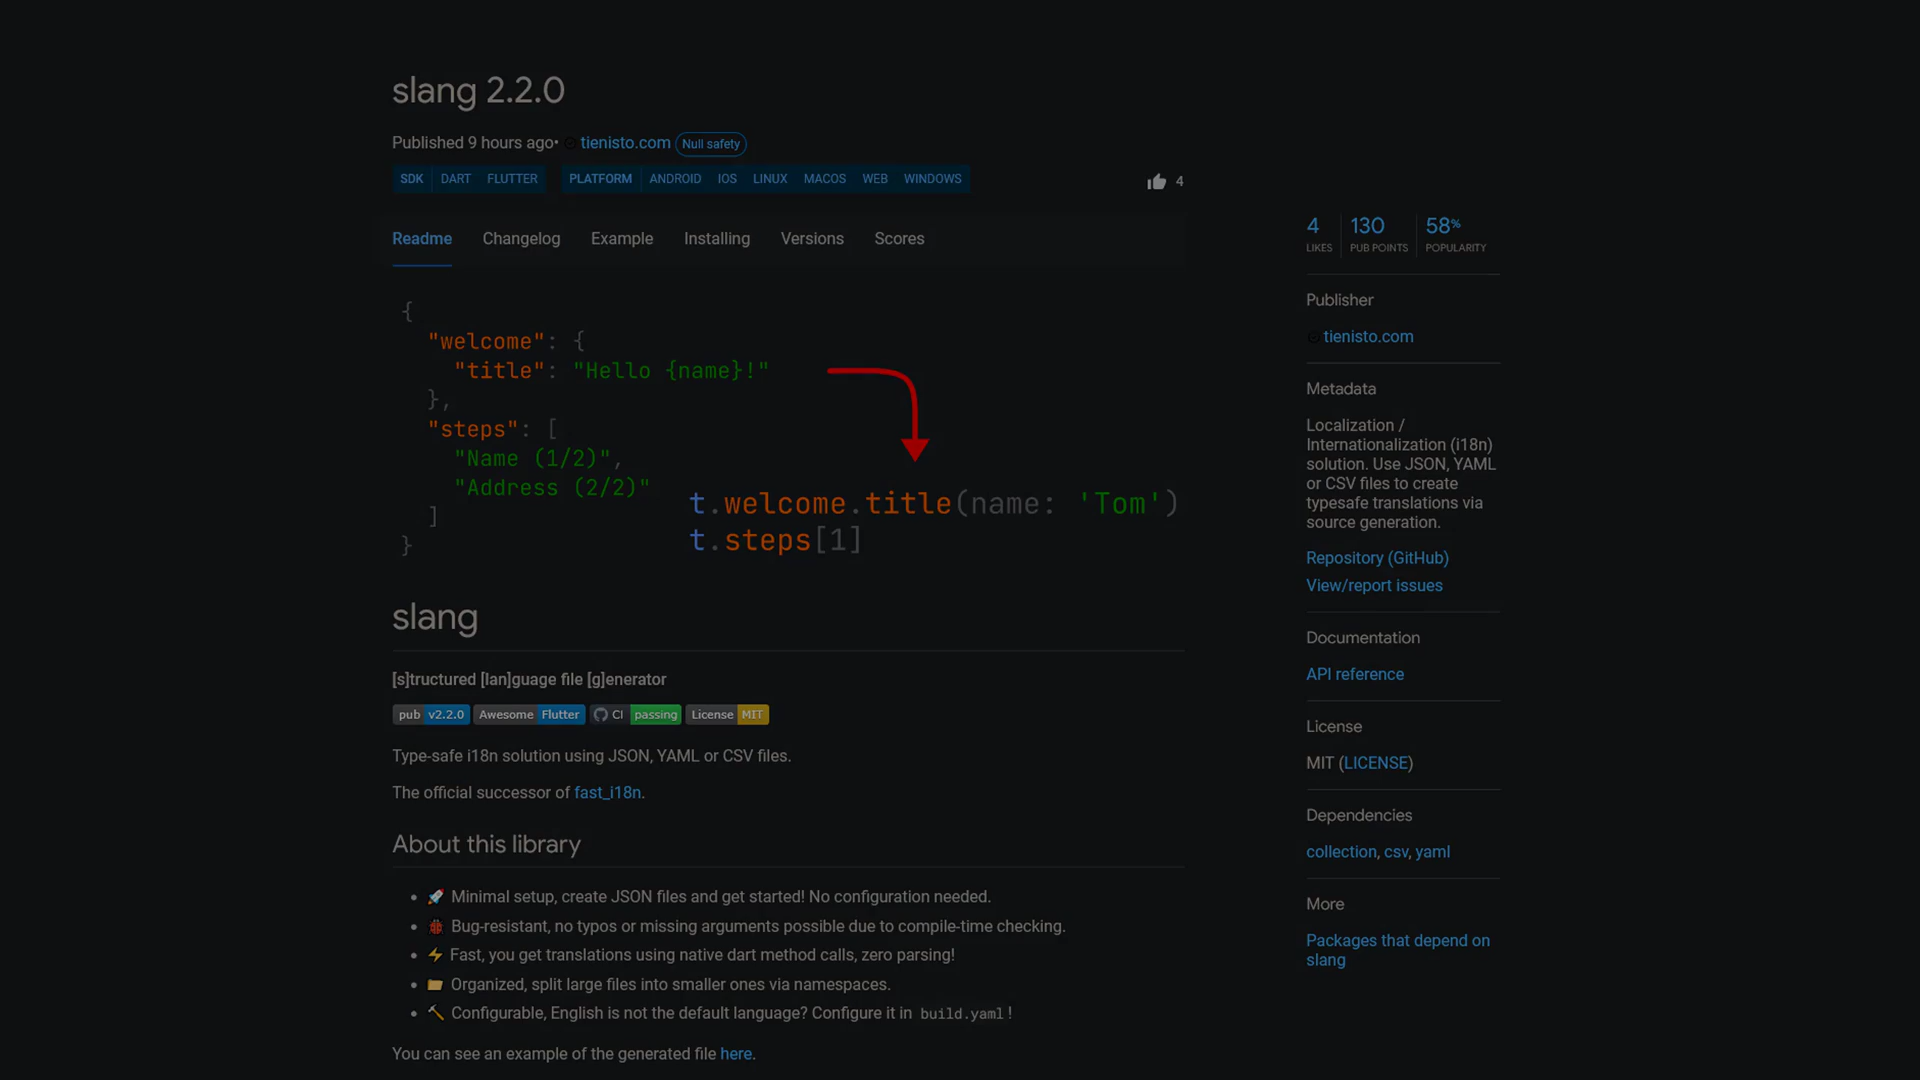 slang 2.2.0
Published 9 hours ago• tienisto.com Null safety
SDK DART FLUTTER PLATFORM ANDROID IOS LINUX MACOS WEB WINDOWS
4
Readme Changelog Example Installing Versions Scores
{
"welcome": {
"title": "Hello {name}!"
},
"steps": [
"Name (1/2)",
"Address (2/2)"
]
}
t.welcome.title(name: 'Tom')
t.steps[1]
slang
[s]tructured [lan]guage file [g]enerator
pub v2.2.0 Awesome Flutter CI passing License MIT
Type-safe i18n solution using JSON, YAML or CSV files.
The official successor of fast_i18n.
About this library
• 🚀 Minimal setup, create JSON files and get started! No configuration needed.
• 🐞 Bug-resistant, no typos or missing arguments possible due to compile-time checking.
• ⚡ Fast, you get translations using native dart method calls, zero parsing!
• 📁 Organized, split large files into smaller ones via namespaces.
• 🔨 Configurable, English is not the default language? Configure it in build.yaml!
You can see an example of the generated file here.
4 130 58%
LIKES PUB POINTS POPULARITY
Publisher
tienisto.com
Metadata
Localization /
Internationalization (i18n)
solution. Use JSON, YAML
or CSV files to create
typesafe translations via
source generation.
Repository (GitHub)
View/report issues
Documentation
API reference
License
MIT (LICENSE)
Dependencies
collection, csv, yaml
More
Packages that depend on
slang